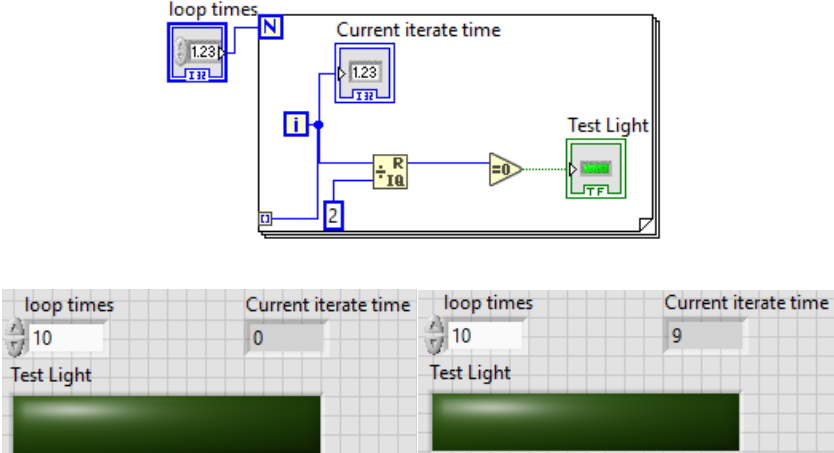 loop times
N
Current iterate time
1.23
I32
1.23
I32
i
Test Light
R
IQ
=0
TF
2
loop times
Current iterate time
10
0
Test Light
loop times
Current iterate time
10
9
Test Light